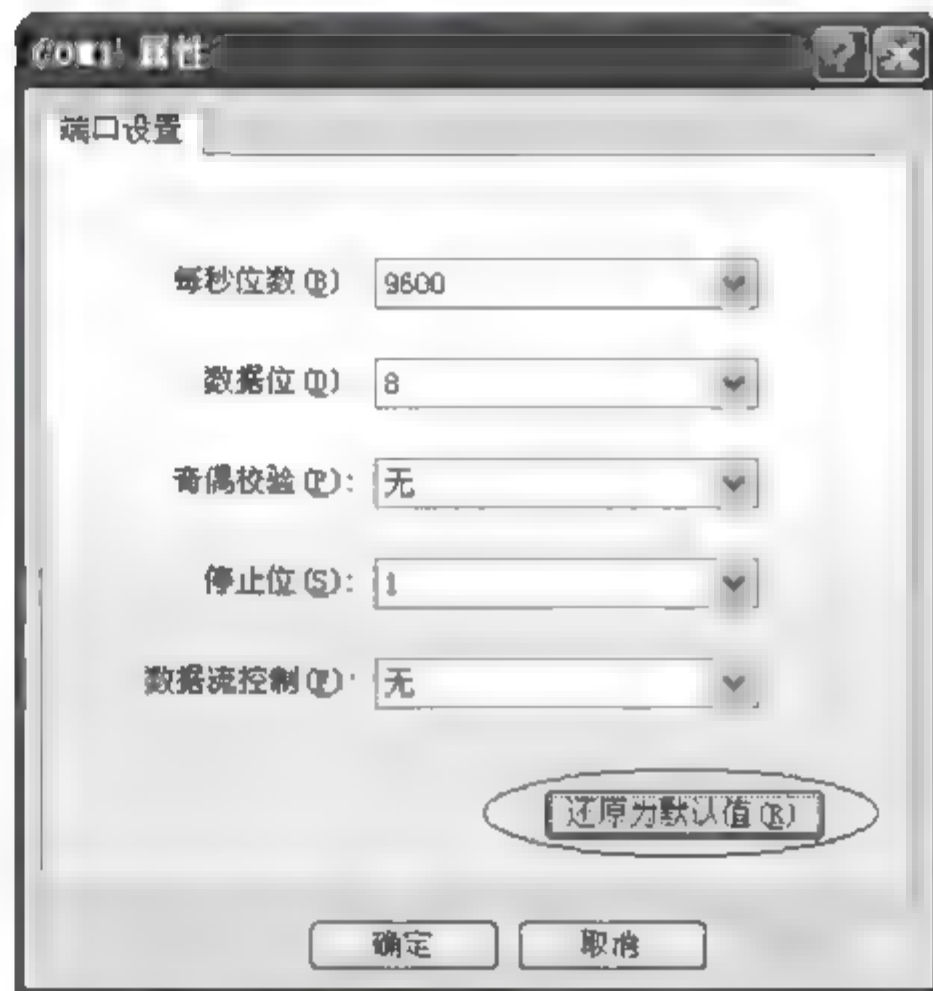 COM1 属性
端口设置
每秒位数(B) 9600
数据位(D) 8
奇偶校验(P): 无
停止位(S): 1
数据流控制(F): 无
还原为默认值(R)
确定 取消